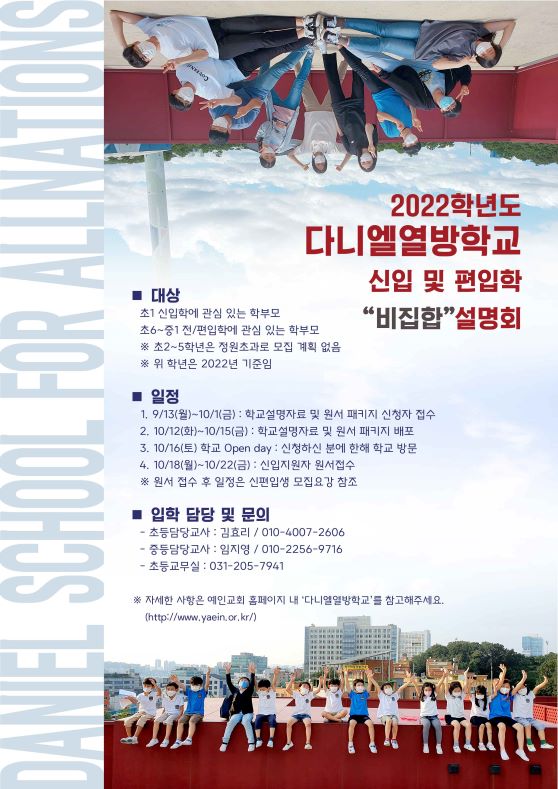 DANIEL SCHOOL FOR ALLNATIONS
2022학년도
다니엘열방학교
신입 및 편입학
“비집합”설명회
■ 대상
초1 신입학에 관심 있는 학부모
초6~중1 전/편입학에 관심 있는 학부모
※ 초2~5학년은 정원초과로 모집 계획 없음
※ 위 학년은 2022년 기준임
■ 일정
1. 9/13(월)~10/1(금) : 학교설명자료 및 원서 패키지 신청자 접수
2. 10/12(화)~10/15(금) : 학교설명자료 및 원서 패키지 배포
3. 10/16(토) 학교 Open day : 신청하신 분에 한해 학교 방문
4. 10/18(월)~10/22(금) : 신입지원자 원서접수
※ 원서 접수 후 일정은 신편입생 모집요강 참조
■ 입학 담당 및 문의
- 초등담당교사 : 김효리 / 010-4007-2606
- 중등담당교사 : 임지영 / 010-2256-9716
- 초등교무실 : 031-205-7941
※ 자세한 사항은 예인교회 홈페이지 내 '다니엘열방학교'를 참고해주세요.
(http://www.yaein.or.kr/)